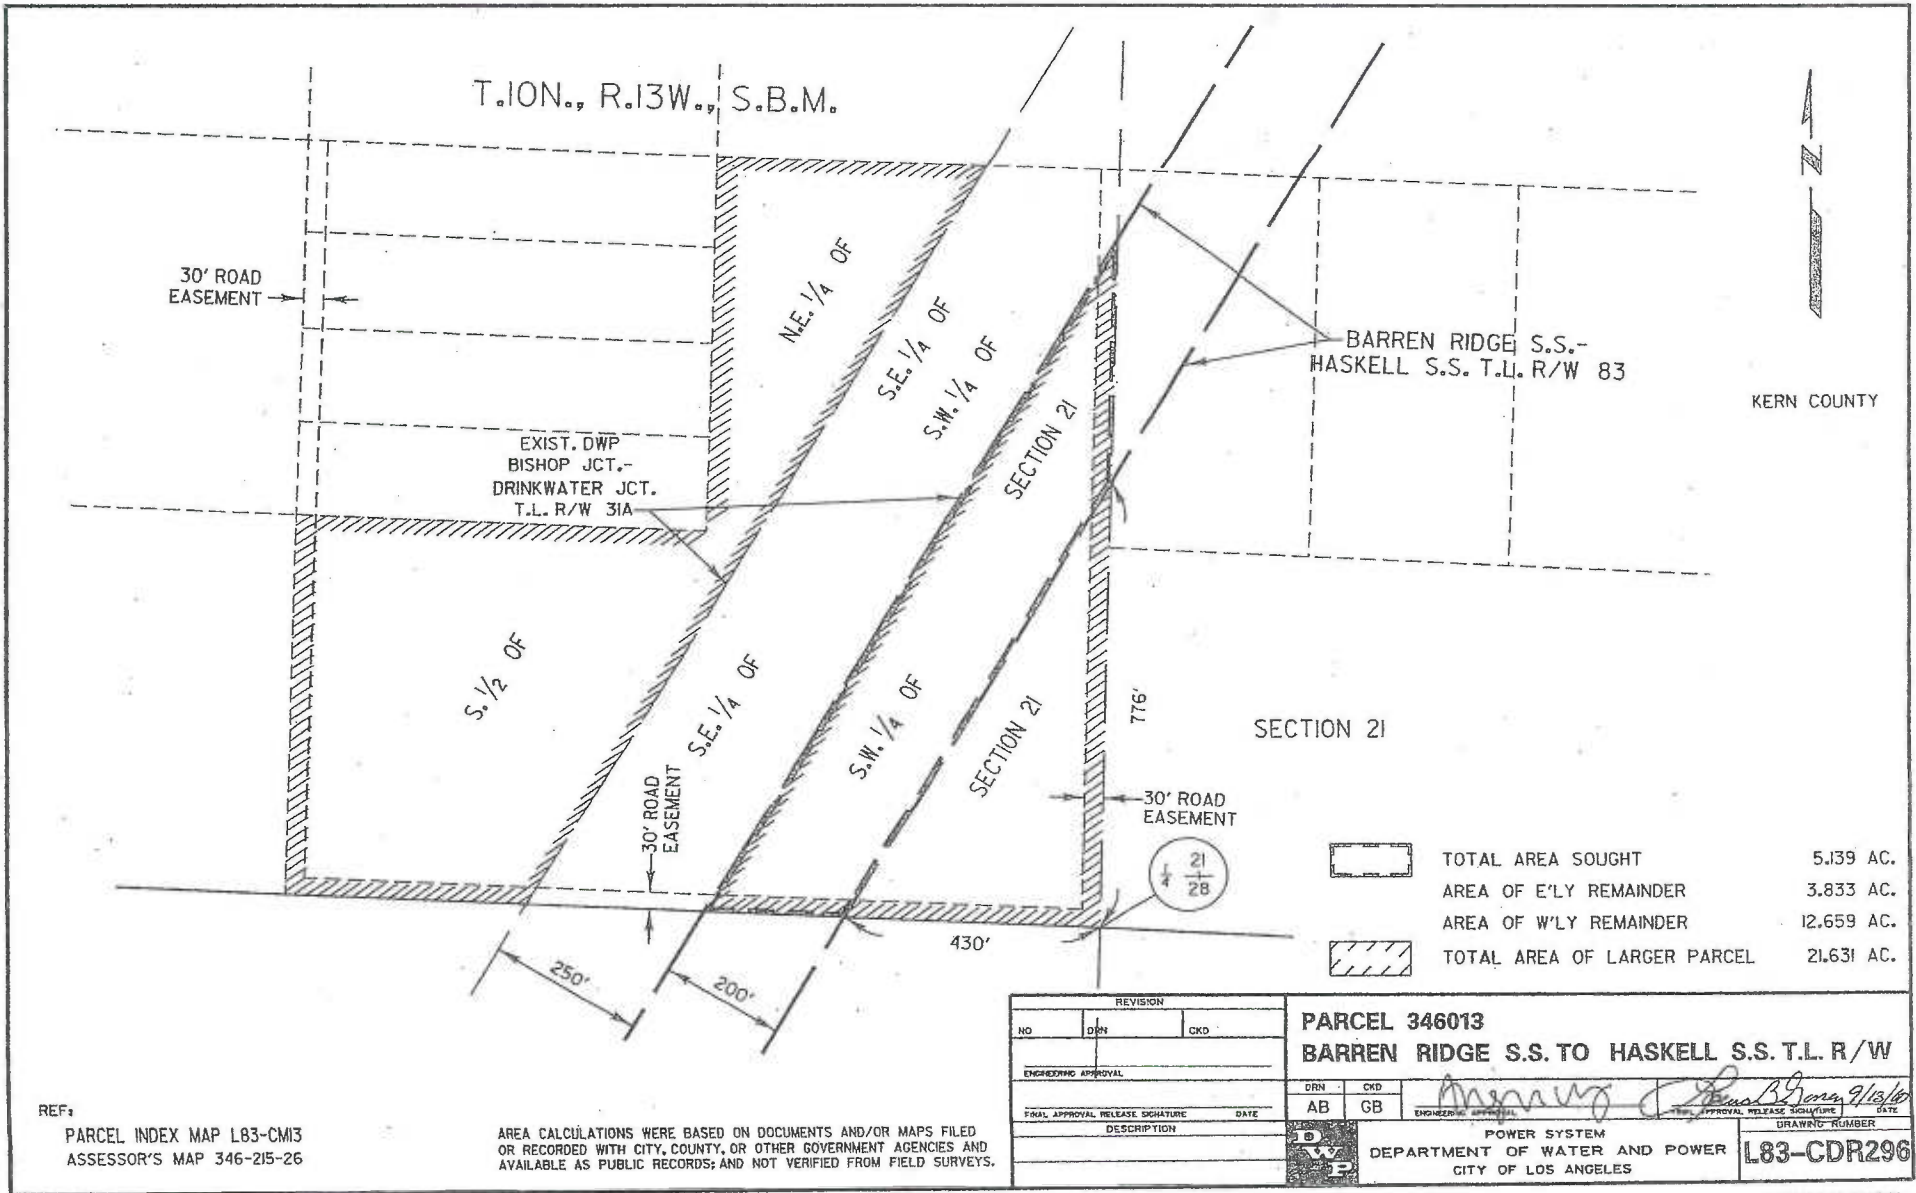 T.10N., R.13W., S.B.M.
N
30' ROAD
EASEMENT
N.E. 1/4 OF
S.E. 1/4 OF
S.W. 1/4 OF
SECTION 21
BARREN RIDGE S.S.-
HASKELL S.S. T.L. R/W 83
KERN COUNTY
EXIST. DWP
BISHOP JCT.-
DRINKWATER JCT.
T.L. R/W 31A
S. 1/2 OF
S.E. 1/4 OF
S.W. 1/4 OF
SECTION 21
776'
SECTION 21
30' ROAD
EASEMENT
30' ROAD
EASEMENT
1/4 21
28
430'
250'
200'
TOTAL AREA SOUGHT 5.139 AC.
AREA OF E'LY REMAINDER 3.833 AC.
AREA OF W'LY REMAINDER 12.659 AC.
TOTAL AREA OF LARGER PARCEL 21.631 AC.
REVISION
NO DRN CKD
ENGINEERING APPROVAL
FINAL APPROVAL RELEASE SIGNATURE DATE
DESCRIPTION
PARCEL 346013
BARREN RIDGE S.S. TO HASKELL S.S. T.L. R/W
DRN CKD
AB GB ENGINEERING APPROVAL FINAL APPROVAL RELEASE SIGNATURE DATE
DWP
POWER SYSTEM
DEPARTMENT OF WATER AND POWER
CITY OF LOS ANGELES
DRAWING NUMBER
L83-CDR296
REF:
PARCEL INDEX MAP L83-CM13
ASSESSOR'S MAP 346-215-26
AREA CALCULATIONS WERE BASED ON DOCUMENTS AND/OR MAPS FILED
OR RECORDED WITH CITY, COUNTY, OR OTHER GOVERNMENT AGENCIES AND
AVAILABLE AS PUBLIC RECORDS; AND NOT VERIFIED FROM FIELD SURVEYS.